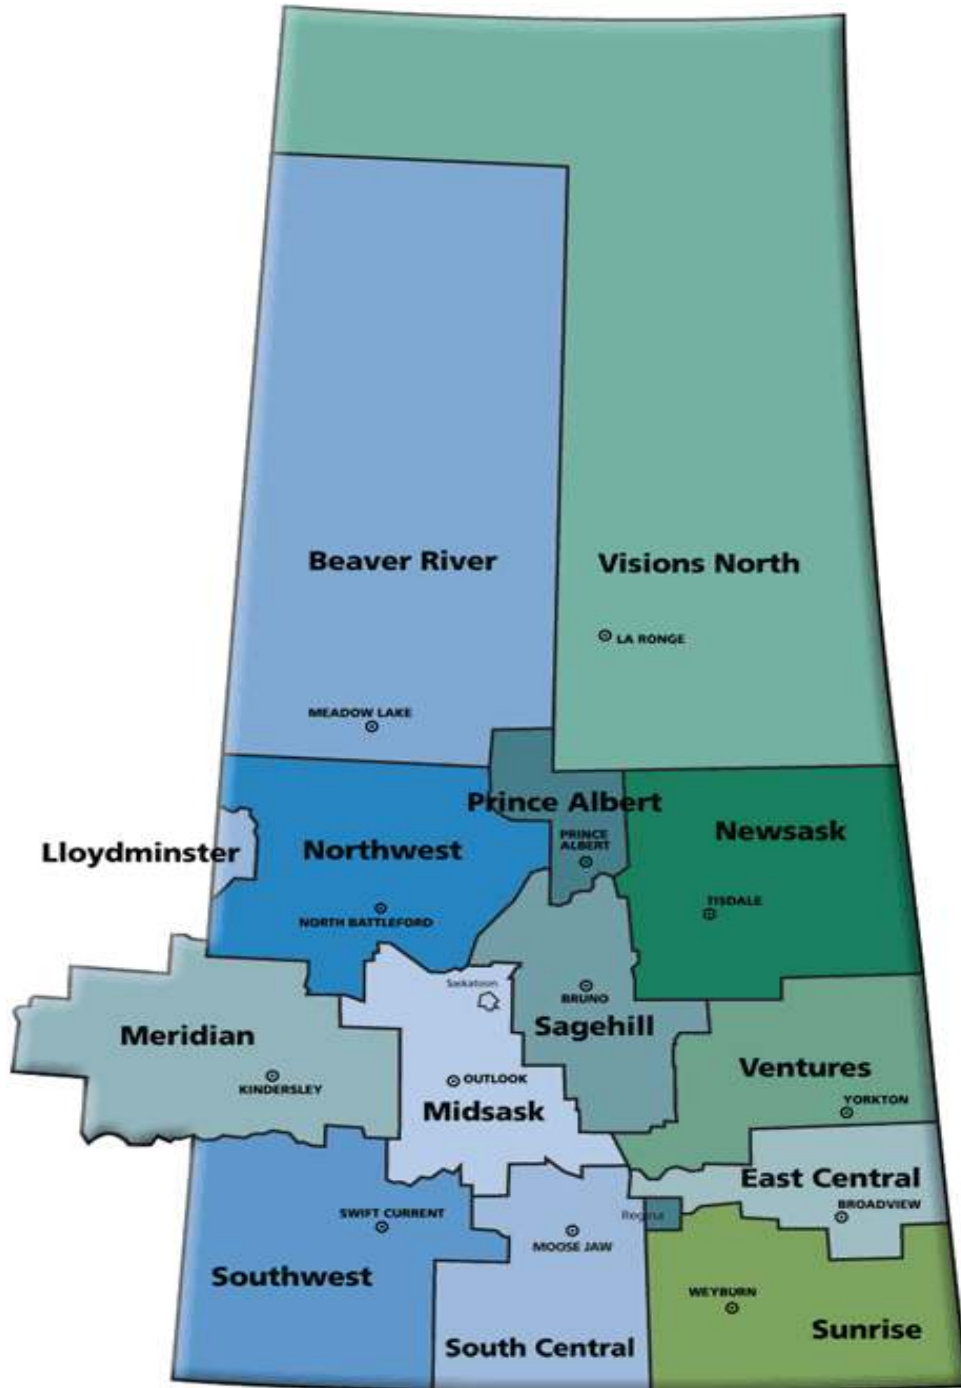 Beaver River
Visions North
LA RONGE
MEADOW LAKE
Prince Albert
PRINCE
ALBERT
Newsask
Northwest
Lloydminster
TISDALE
NORTH BATTLEFORD
Saskatoon
BRUNO
Sagehill
Meridian
KINDERSLEY
OUTLOOK
Midsask
Ventures
YORKTON
East Central
BROADVIEW
SWIFT CURRENT
Regina
MOOSE JAW
Southwest
WEYBURN
Sunrise
South Central